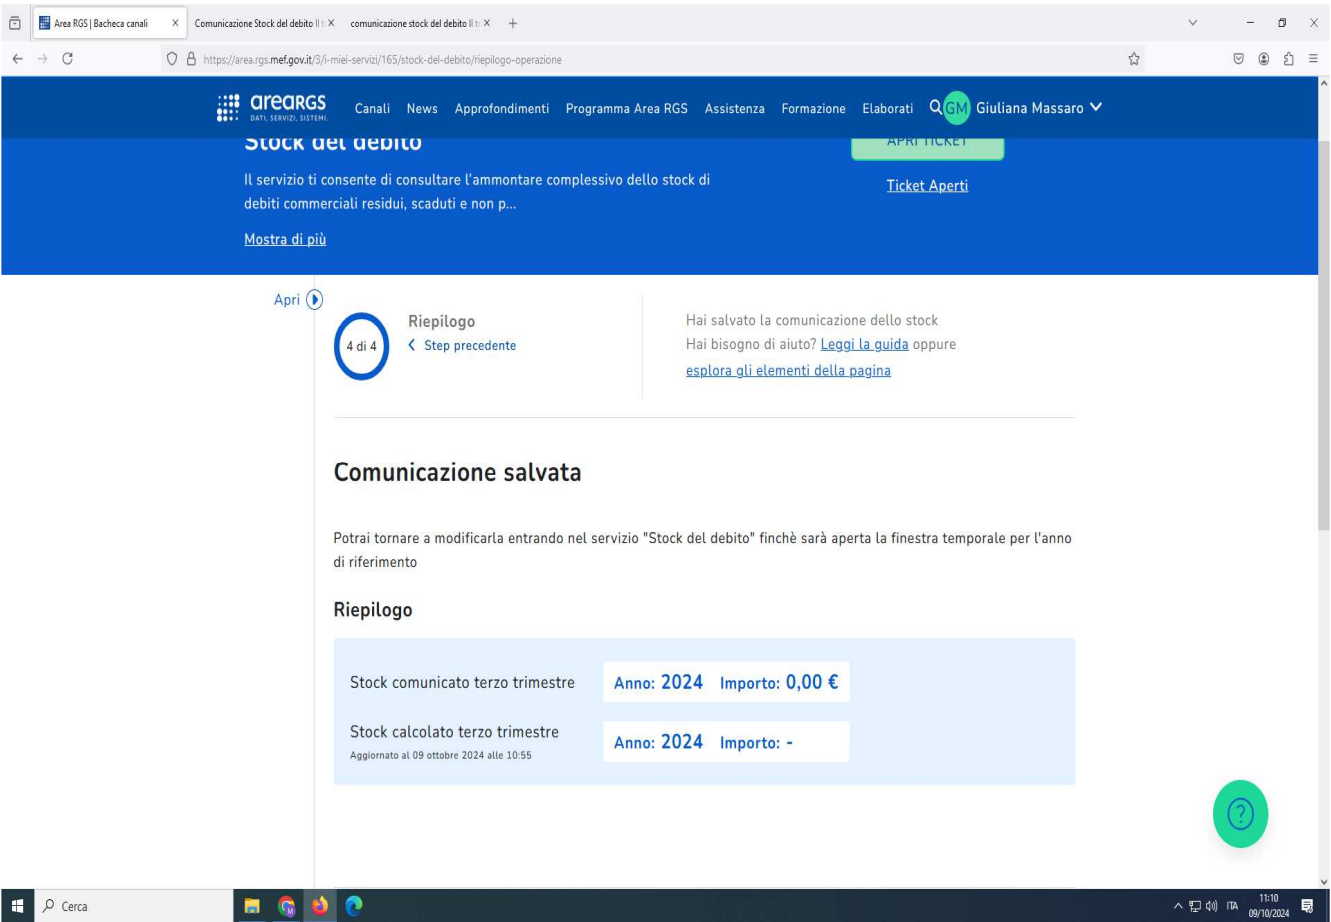 Area RGS | Bacheca canali
Comunicazione Stock del debito II t
comunicazione stock del debito II t
https://area.rgs.mef.gov.it/3/i-miei-servizi/165/stock-del-debito/riepilogo-operazione
areaRGS
DATI, SERVIZI, SISTEMI.
Canali News Approfondimenti Programma Area RGS Assistenza Formazione Elaborati GM Giuliana Massaro
Stock del debito
APRI TICKET
Il servizio ti consente di consultare l'ammontare complessivo dello stock di
debiti commerciali residui, scaduti e non p...
Ticket Aperti
Mostra di più
Apri
4 di 4
Riepilogo
Step precedente
Hai salvato la comunicazione dello stock
Hai bisogno di aiuto? Leggi la guida oppure
esplora gli elementi della pagina
Comunicazione salvata
Potrai tornare a modificarla entrando nel servizio "Stock del debito" finchè sarà aperta la finestra temporale per l'anno
di riferimento
Riepilogo
Stock comunicato terzo trimestre Anno: 2024 Importo: 0,00 €
Stock calcolato terzo trimestre
Aggiornato al 09 ottobre 2024 alle 10:55
Anno: 2024 Importo: -
?
Cerca
ITA
11:10
09/10/2024